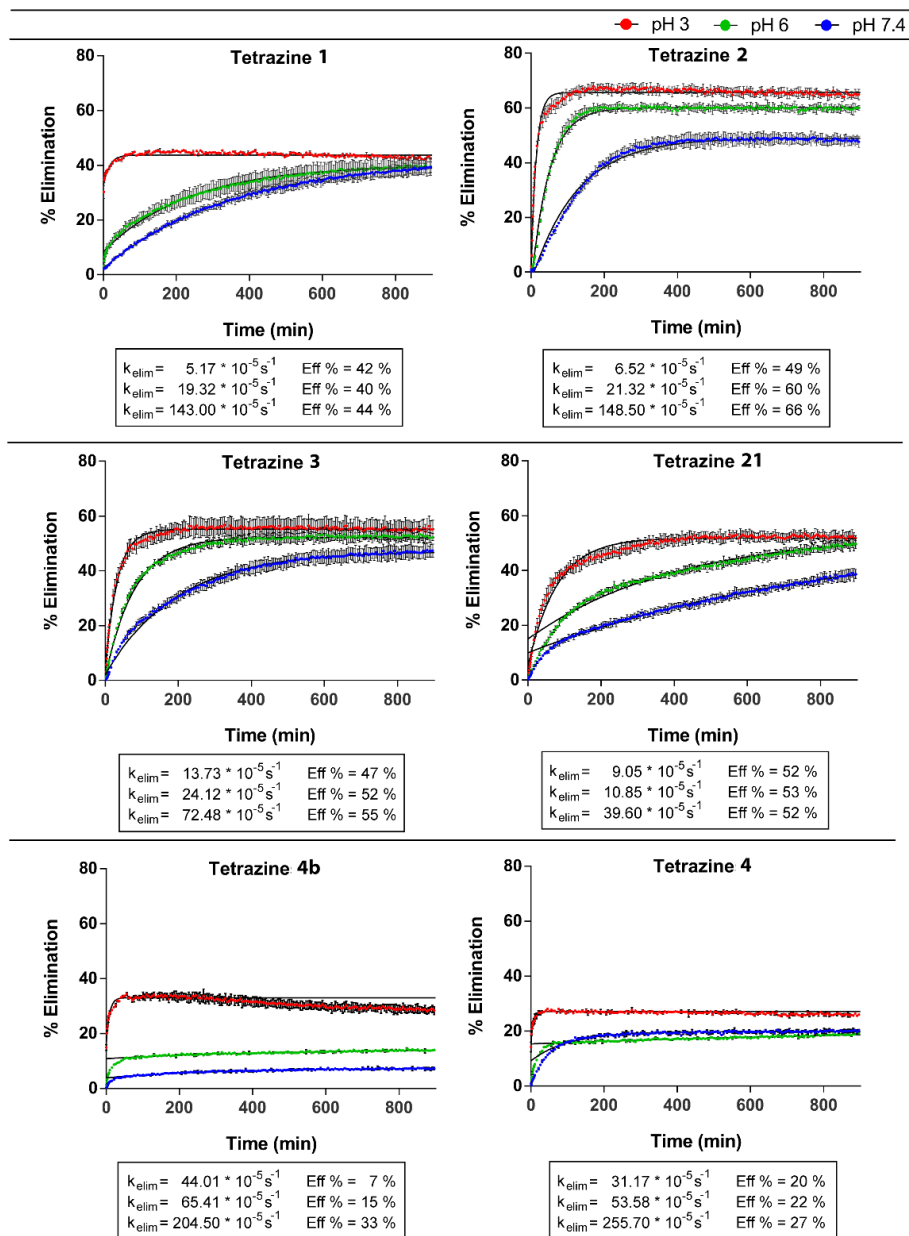 pH 3 pH 6 pH 7.4
Tetrazine 1
80
60
40
20
0
% Elimination
0 200 400 600 800
Time (min)
kelim= 5.17 * 10-5s-1 Eff % = 42 %
kelim= 19.32 * 10-5s-1 Eff % = 40 %
kelim= 143.00 * 10-5s-1 Eff % = 44 %
Tetrazine 2
80
60
40
20
0
% Elimination
0 200 400 600 800
Time (min)
kelim= 6.52 * 10-5s-1 Eff % = 49 %
kelim= 21.32 * 10-5s-1 Eff % = 60 %
kelim= 148.50 * 10-5s-1 Eff % = 66 %
Tetrazine 3
80
60
40
20
0
% Elimination
0 200 400 600 800
Time (min)
kelim= 13.73 * 10-5s-1 Eff % = 47 %
kelim= 24.12 * 10-5s-1 Eff % = 52 %
kelim= 72.48 * 10-5s-1 Eff % = 55 %
Tetrazine 21
80
60
40
20
0
% Elimination
0 200 400 600 800
Time (min)
kelim= 9.05 * 10-5s-1 Eff % = 52 %
kelim= 10.85 * 10-5s-1 Eff % = 53 %
kelim= 39.60 * 10-5s-1 Eff % = 52 %
Tetrazine 4b
80
60
40
20
0
% Elimination
0 200 400 600 800
Time (min)
kelim= 44.01 * 10-5s-1 Eff % = 7 %
kelim= 65.41 * 10-5s-1 Eff % = 15 %
kelim= 204.50 * 10-5s-1 Eff % = 33 %
Tetrazine 4
80
60
40
20
0
% Elimination
0 200 400 600 800
Time (min)
kelim= 31.17 * 10-5s-1 Eff % = 20 %
kelim= 53.58 * 10-5s-1 Eff % = 22 %
kelim= 255.70 * 10-5s-1 Eff % = 27 %